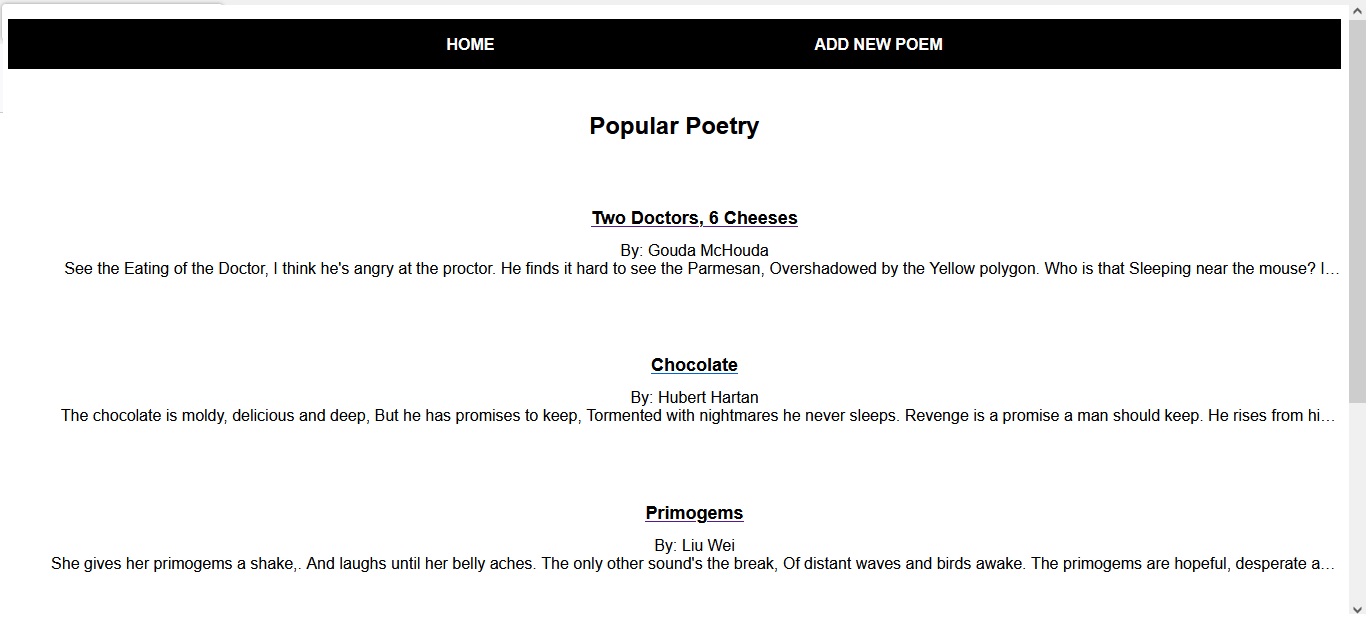 HOME ADD NEW POEM
Popular Poetry
Two Doctors, 6 Cheeses
By: Gouda McHouda
See the Eating of the Doctor, I think he's angry at the proctor. He finds it hard to see the Parmesan, Overshadowed by the Yellow polygon. Who is that Sleeping near the mouse? I…
Chocolate
By: Hubert Hartan
The chocolate is moldy, delicious and deep, But he has promises to keep, Tormented with nightmares he never sleeps. Revenge is a promise a man should keep. He rises from hi…
Primogems
By: Liu Wei
She gives her primogems a shake,. And laughs until her belly aches. The only other sound's the break, Of distant waves and birds awake. The primogems are hopeful, desperate a…